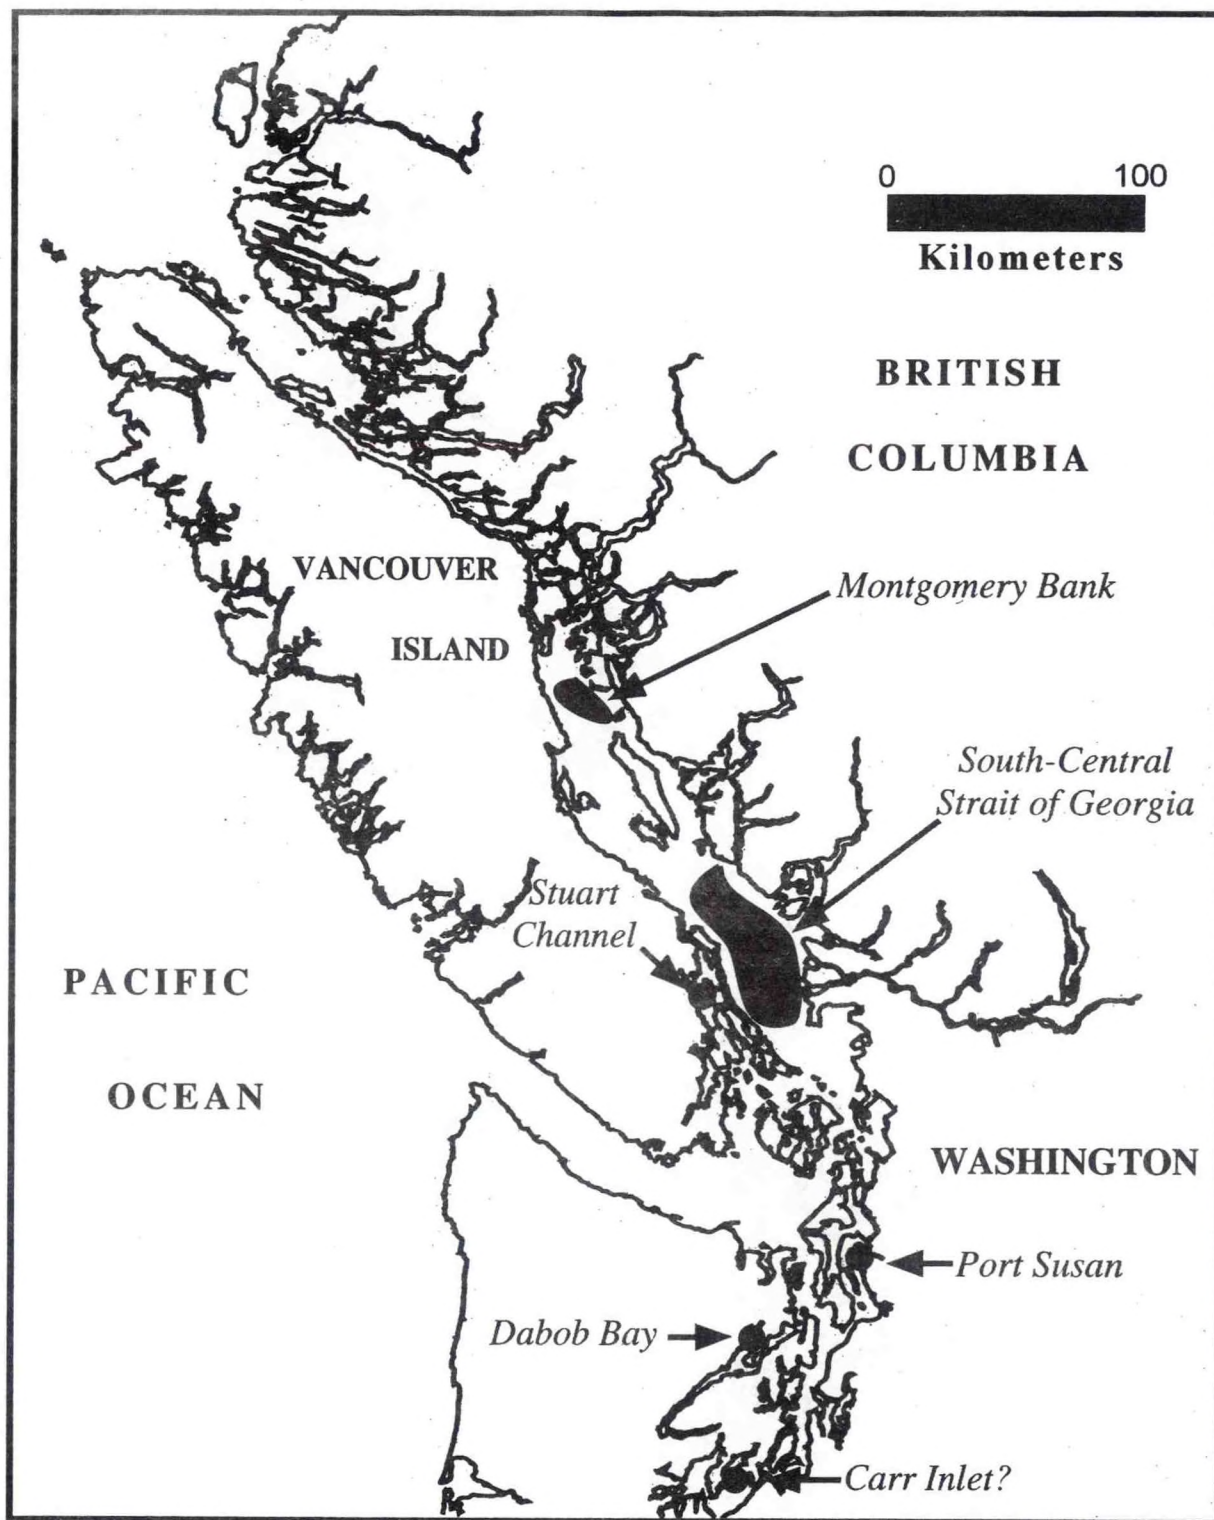 0 100
Kilometers
BRITISH
COLUMBIA
VANCOUVER
ISLAND
Montgomery Bank
South-Central
Strait of Georgia
Stuart
Channel
PACIFIC
OCEAN
WASHINGTON
Port Susan
Dabob Bay
Carr Inlet?